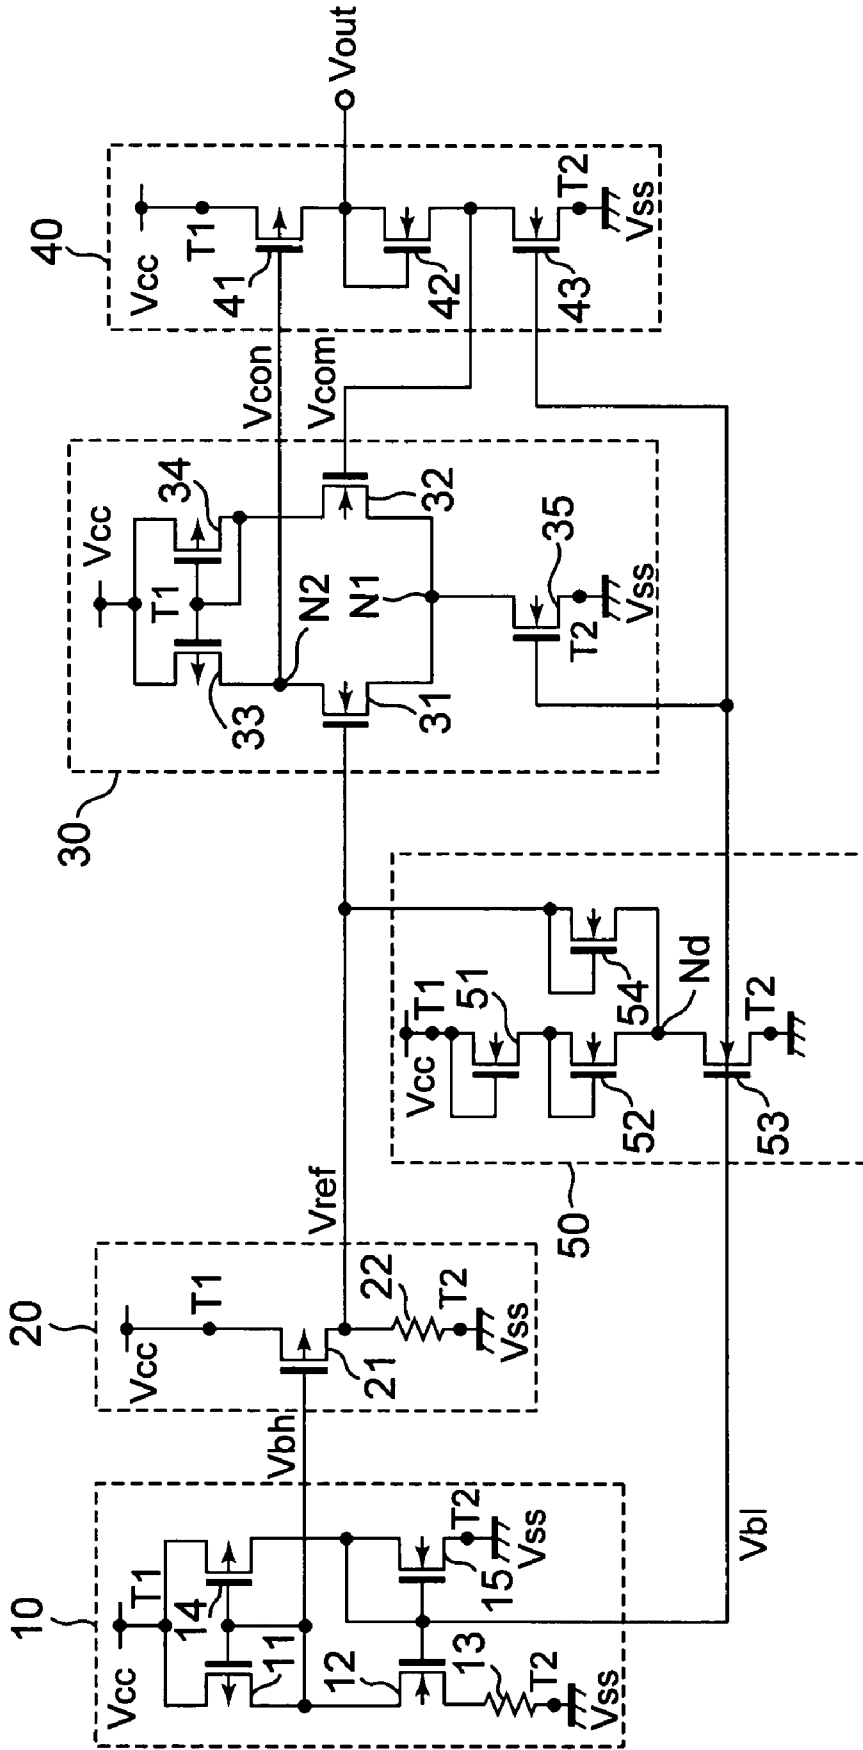 10
Vcc
T1
11
14
12
13
15
T2
Vss
T2
Vss
Vbh
20
Vcc
T1
21
22
T2
Vss
Vref
Vbl
50
Vcc
T1
51
52
53
54
Nd
T2
30
Vcc
T1
33
34
N2
N1
31
32
35
T2
Vss
Vcon
Vcom
40
Vcc
T1
41
42
43
T2
Vss
Vout